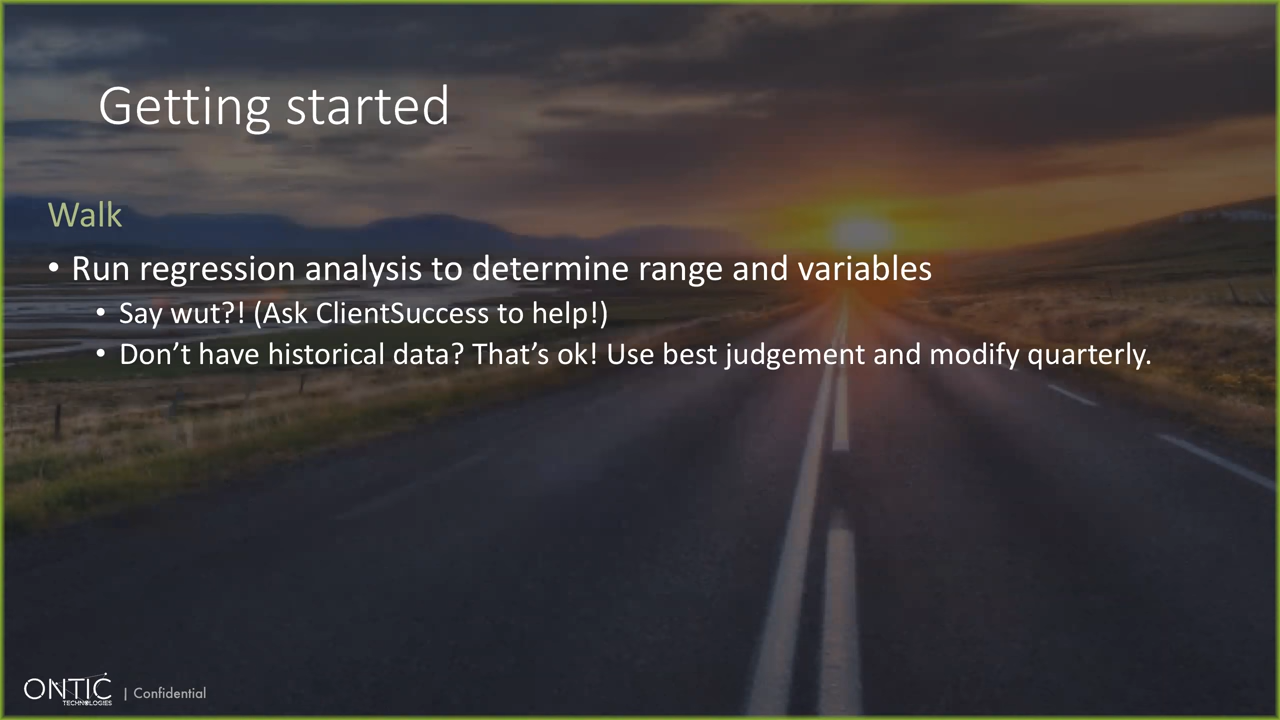 Getting started
Walk
• Run regression analysis to determine range and variables
• Say wut?! (Ask ClientSuccess to help!)
• Don’t have historical data? That’s ok! Use best judgement and modify quarterly.
ONTIC
TECHNOLOGIES
| Confidential